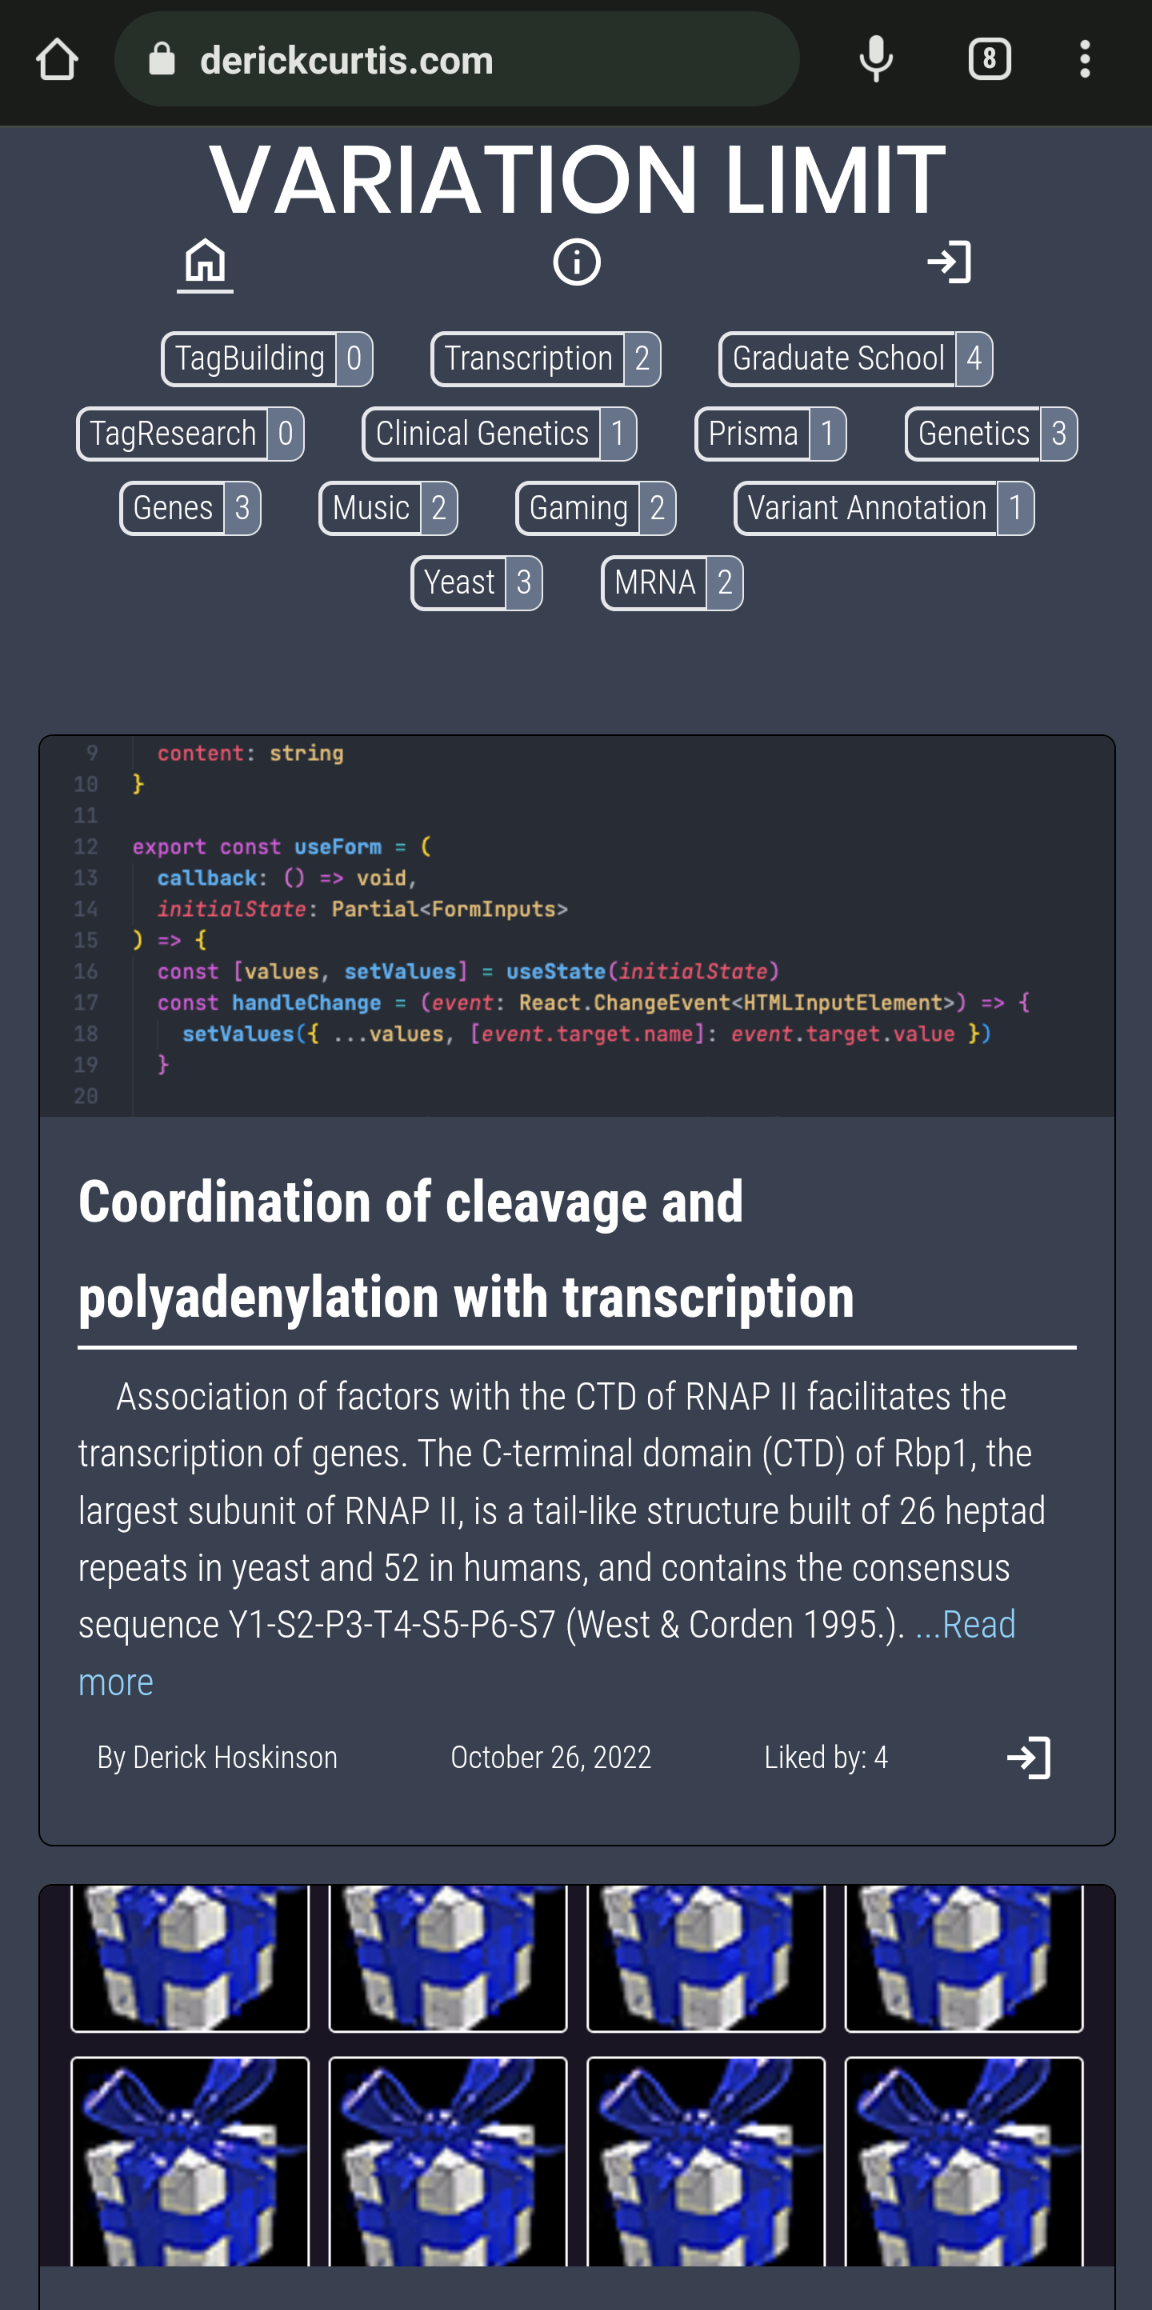 derickcurtis.com
8
VARIATION LIMIT
TagBuilding 0 Transcription 2 Graduate School 4
TagResearch 0 Clinical Genetics 1 Prisma 1 Genetics 3
Genes 3 Music 2 Gaming 2 Variant Annotation 1
Yeast 3 MRNA 2
9 content: string
10 }
11
12 export const useForm = (
13 callback: () => void,
14 initialState: Partial<FormInputs>
15 ) => {
16 const [values, setValues] = useState(initialState)
17 const handleChange = (event: React.ChangeEvent<HTMLInputElement>) => {
18 setValues({ ...values, [event.target.name]: event.target.value })
19 }
20
Coordination of cleavage and
polyadenylation with transcription
Association of factors with the CTD of RNAP II facilitates the
transcription of genes. The C-terminal domain (CTD) of Rbp1, the
largest subunit of RNAP II, is a tail-like structure built of 26 heptad
repeats in yeast and 52 in humans, and contains the consensus
sequence Y1-S2-P3-T4-S5-P6-S7 (West & Corden 1995.). ...Read
more
By Derick Hoskinson October 26, 2022 Liked by: 4